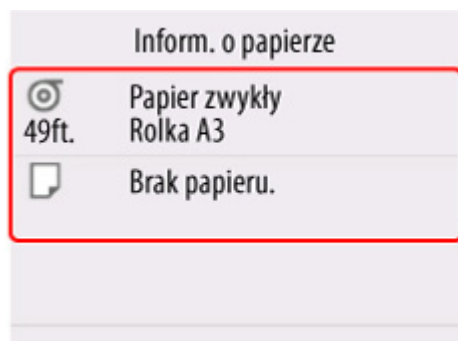 Inform. o papierze
Papier zwykły
49ft. Rolka A3
Brak papieru.